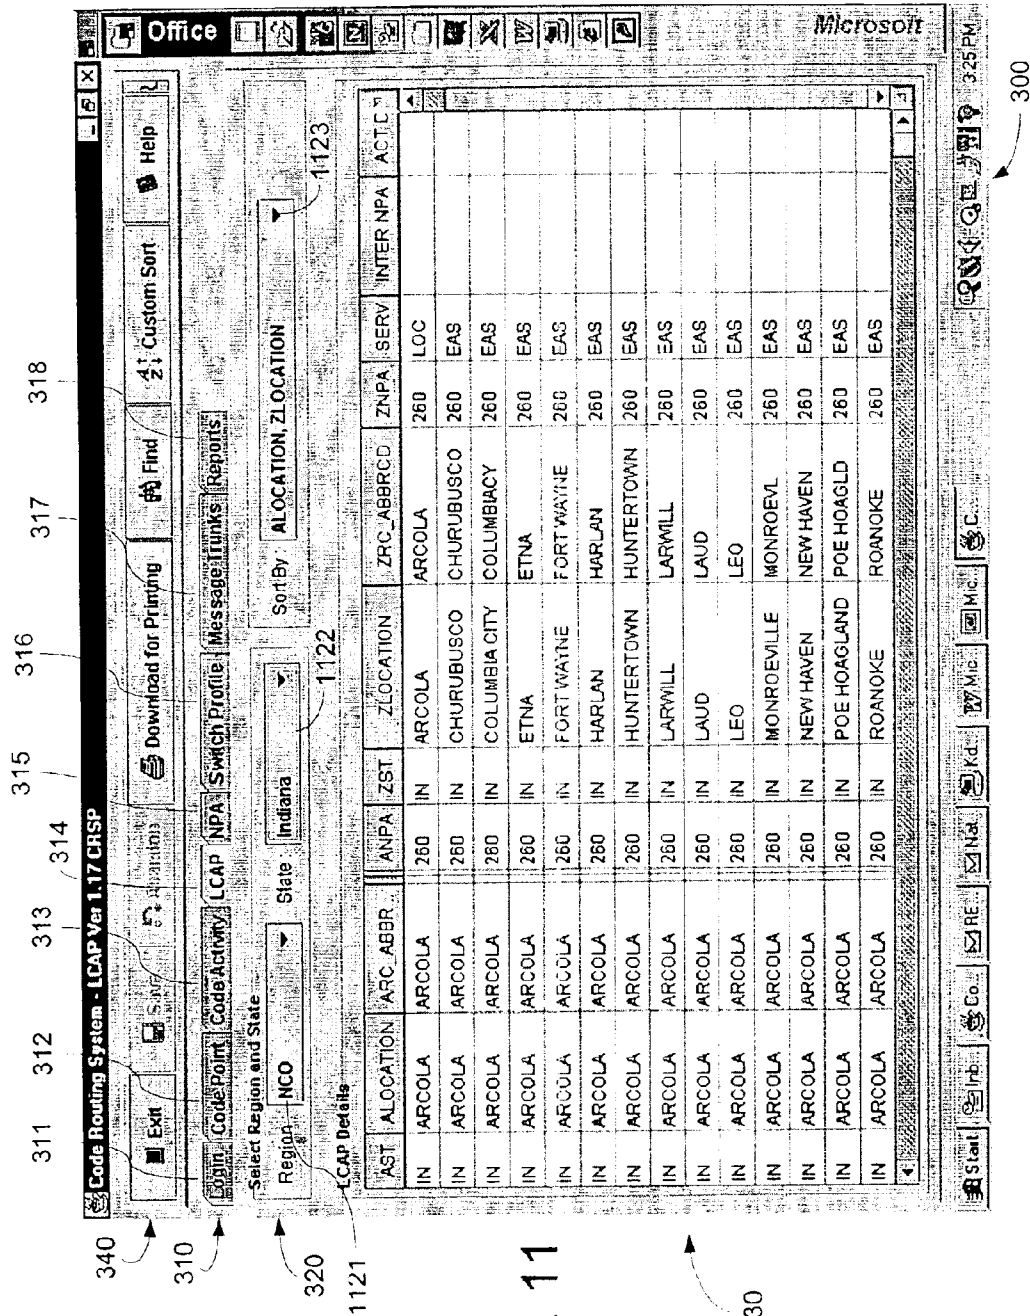 311 312 313 314 315 316 317 318
Code Routing System - LCAP Ver 1.17 CRSP
Office
340
Exit Save Download for Printing Find Custom Sort Help
310
Login Code Point Code Activity LCAP NPA Switch Profile Message Trunks Reports
320
Select Region and State
Region NCO State: Indiana Sort By: ALOCATION, ZLOCATION
1121 1122 1123
LCAP Details
AST ALOCATION ARC_ABBR... ANPA ZST ZLOCATION ZRC_ABBRCD ZNPA SERV INTER NPA
IN ARCOLA ARCOLA 260 IN ARCOLA ARCOLA 260 LOC
IN ARCOLA ARCOLA 260 IN CHURUBUSCO CHURUBUSCO 260 EAS
IN ARCOLA ARCOLA 260 IN COLUMBIA CITY COLUMBIACY 260 EAS
IN ARCOLA ARCOLA 260 IN ETNA ETNA 260 EAS
IN ARCOLA ARCOLA 260 IN FORT WAYNE FORT WAYNE 260 EAS
IN ARCOLA ARCOLA 260 IN HARLAN HARLAN 260 EAS
IN ARCOLA ARCOLA 260 IN HUNTERTOWN HUNTERTOWN 260 EAS
IN ARCOLA ARCOLA 260 IN LARWILL LARWILL 260 EAS
IN ARCOLA ARCOLA 260 IN LAUD LAUD 260 EAS
IN ARCOLA ARCOLA 260 IN LEO LEO 260 EAS
IN ARCOLA ARCOLA 260 IN MONROEVILLE MONROEVL 260 EAS
IN ARCOLA ARCOLA 260 IN NEW HAVEN NEW HAVEN 260 EAS
IN ARCOLA ARCOLA 260 IN POE HOAGLAND POE HOAGLD 260 EAS
IN ARCOLA ARCOLA 260 IN ROANOKE ROANOKE 260 EAS
Microsoft
Start Inb... Co... RE... Nat... Kd... Mic... Mic... C... 3:25 PM
300
11
30